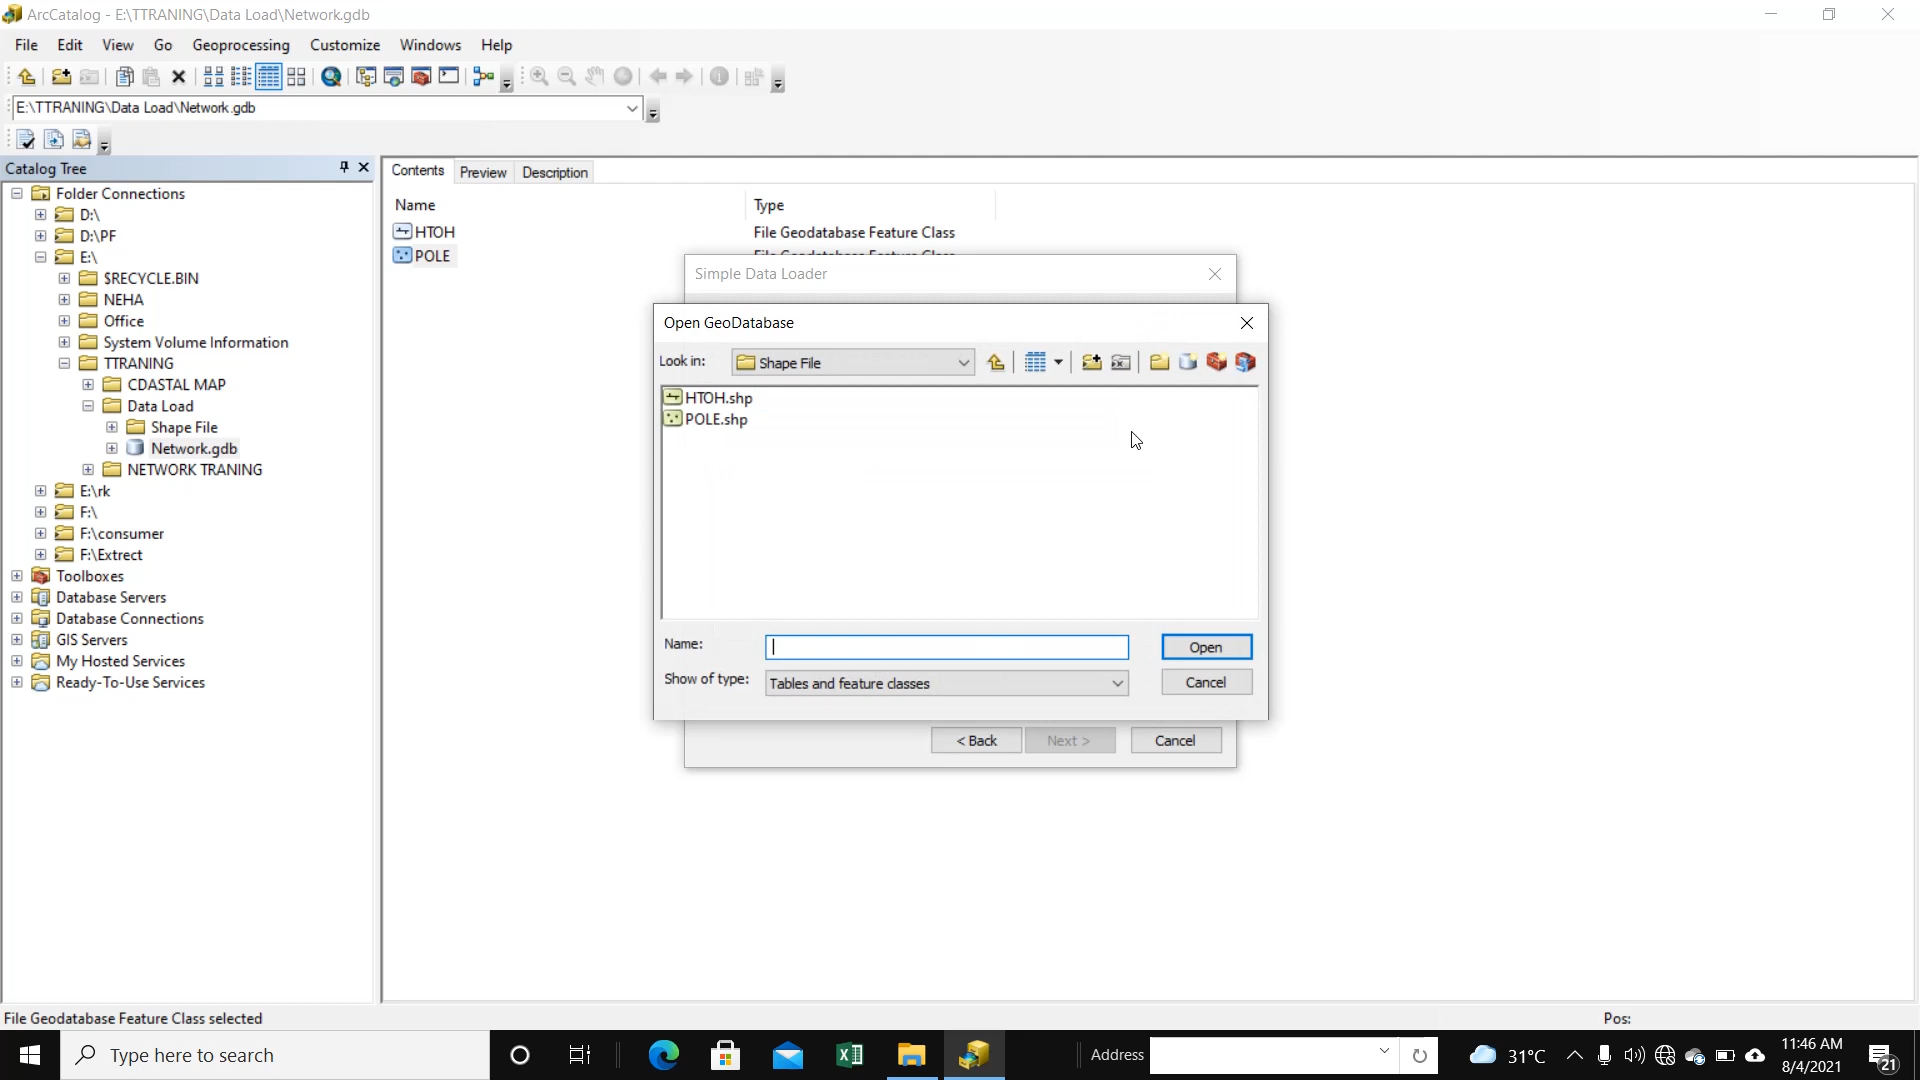 ArcCatalog - E:\TTRANING\Data Load\Network.gdb
File Edit View Go Geoprocessing Customize Windows Help
E:\TTRANING\Data Load\Network.gdb
Catalog Tree
Folder Connections
D:\
D:\PF
E:\
$RECYCLE.BIN
NEHA
Office
System Volume Information
TTRANING
CDASTAL MAP
Data Load
Shape File
Network.gdb
NETWORK TRANING
E:\rk
F:\
F:\consumer
F:\Extrect
Toolboxes
Database Servers
Database Connections
GIS Servers
My Hosted Services
Ready-To-Use Services
Contents Preview Description
Name Type
HTOH File Geodatabase Feature Class
POLE File Geodatabase Feature Class
Simple Data Loader
Open GeoDatabase
Look in: Shape File
HTOH.shp
POLE.shp
Name: Open
Show of type: Tables and feature classes Cancel
< Back Next > Cancel
File Geodatabase Feature Class selected Pos:
Type here to search
Address
31°C
11:46 AM
8/4/2021
21